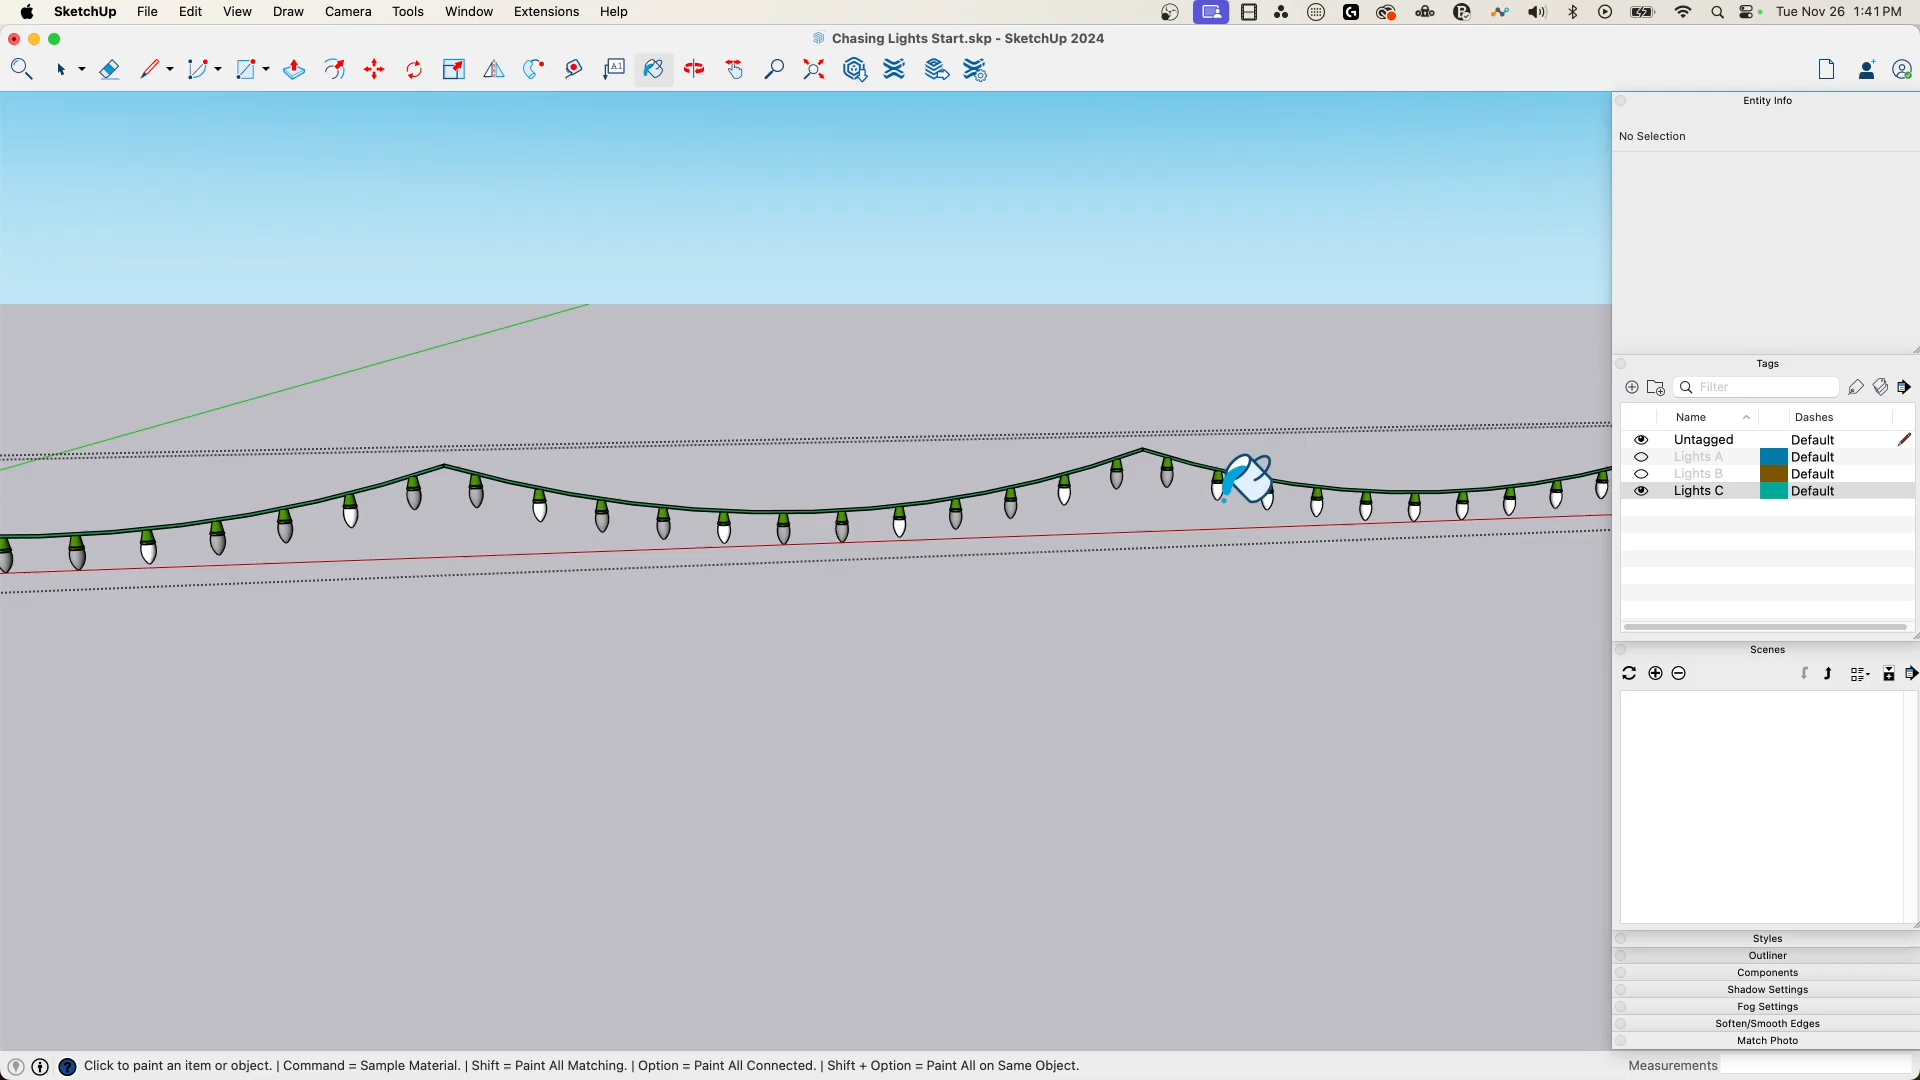 SketchUp File Edit View Draw Camera Tools Window Extensions Help Tue Nov 26 1:41 PM
Chasing Lights Start.skp - SketchUp 2024
A1
Entity Info
No Selection
Tags
Filter
Name Dashes
Untagged Default
Lights A Default
Lights B Default
Lights C Default
Scenes
Styles
Outliner
Components
Shadow Settings
Fog Settings
Soften/Smooth Edges
Match Photo
Click to paint an item or object. | Command = Sample Material. | Shift = Paint All Matching. | Option = Paint All Connected. | Shift + Option = Paint All on Same Object. Measurements